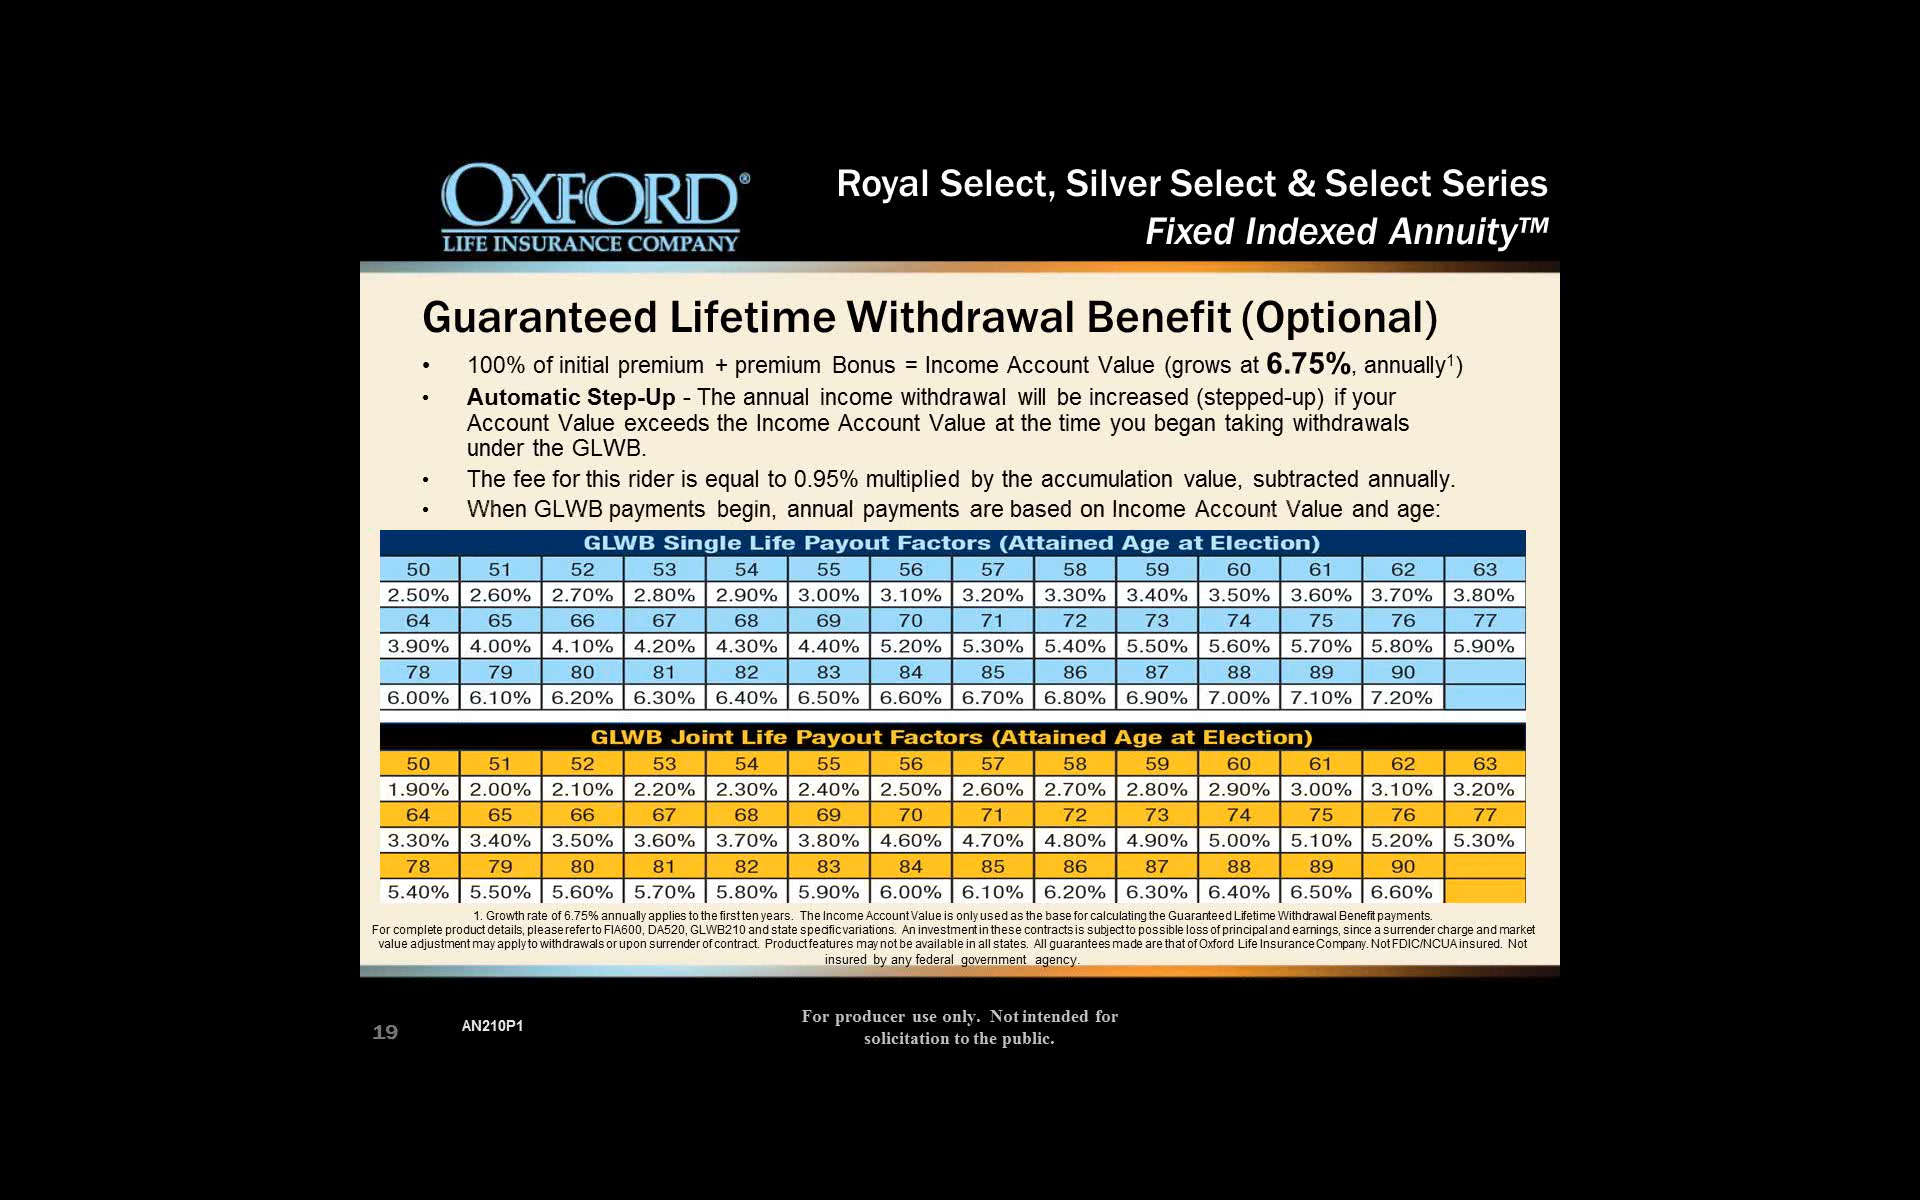 OXFORD®
LIFE INSURANCE COMPANY
Royal Select, Silver Select & Select Series
Fixed Indexed Annuity™
Guaranteed Lifetime Withdrawal Benefit (Optional)
• 100% of initial premium + premium Bonus = Income Account Value (grows at 6.75%, annually1)
• Automatic Step-Up - The annual income withdrawal will be increased (stepped-up) if your
Account Value exceeds the Income Account Value at the time you began taking withdrawals
under the GLWB.
• The fee for this rider is equal to 0.95% multiplied by the accumulation value, subtracted annually.
• When GLWB payments begin, annual payments are based on Income Account Value and age:
GLWB Single Life Payout Factors (Attained Age at Election)
50 51 52 53 54 55 56 57 58 59 60 61 62 63
2.50% 2.60% 2.70% 2.80% 2.90% 3.00% 3.10% 3.20% 3.30% 3.40% 3.50% 3.60% 3.70% 3.80%
64 65 66 67 68 69 70 71 72 73 74 75 76 77
3.90% 4.00% 4.10% 4.20% 4.30% 4.40% 5.20% 5.30% 5.40% 5.50% 5.60% 5.70% 5.80% 5.90%
78 79 80 81 82 83 84 85 86 87 88 89 90
6.00% 6.10% 6.20% 6.30% 6.40% 6.50% 6.60% 6.70% 6.80% 6.90% 7.00% 7.10% 7.20%
GLWB Joint Life Payout Factors (Attained Age at Election)
50 51 52 53 54 55 56 57 58 59 60 61 62 63
1.90% 2.00% 2.10% 2.20% 2.30% 2.40% 2.50% 2.60% 2.70% 2.80% 2.90% 3.00% 3.10% 3.20%
64 65 66 67 68 69 70 71 72 73 74 75 76 77
3.30% 3.40% 3.50% 3.60% 3.70% 3.80% 4.60% 4.70% 4.80% 4.90% 5.00% 5.10% 5.20% 5.30%
78 79 80 81 82 83 84 85 86 87 88 89 90
5.40% 5.50% 5.60% 5.70% 5.80% 5.90% 6.00% 6.10% 6.20% 6.30% 6.40% 6.50% 6.60%
1. Growth rate of 6.75% annually applies to the first ten years. The Income Account Value is only used as the base for calculating the Guaranteed Lifetime Withdrawal Benefit payments.
For complete product details, please refer to FIA600, DA520, GLWB210 and state specific variations. An investment in these contracts is subject to possible loss of principal and earnings, since a surrender charge and market
value adjustment may apply to withdrawals or upon surrender of contract. Product features may not be available in all states. All guarantees made are that of Oxford Life Insurance Company. Not FDIC/NCUA insured. Not
insured by any federal government agency.
19
AN210P1
For producer use only. Not intended for
solicitation to the public.